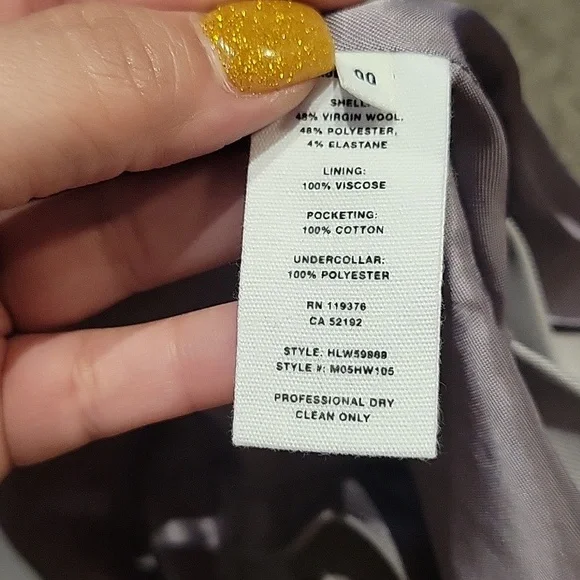 00
SHELL:
48% VIRGIN WOOL,
48% POLYESTER,
4% ELASTANE
LINING:
100% VISCOSE
POCKETING:
100% COTTON
UNDERCOLLAR:
100% POLYESTER
RN 119376
CA 52192
STYLE: HLW59989
STYLE #: M05HW105
PROFESSIONAL DRY
CLEAN ONLY